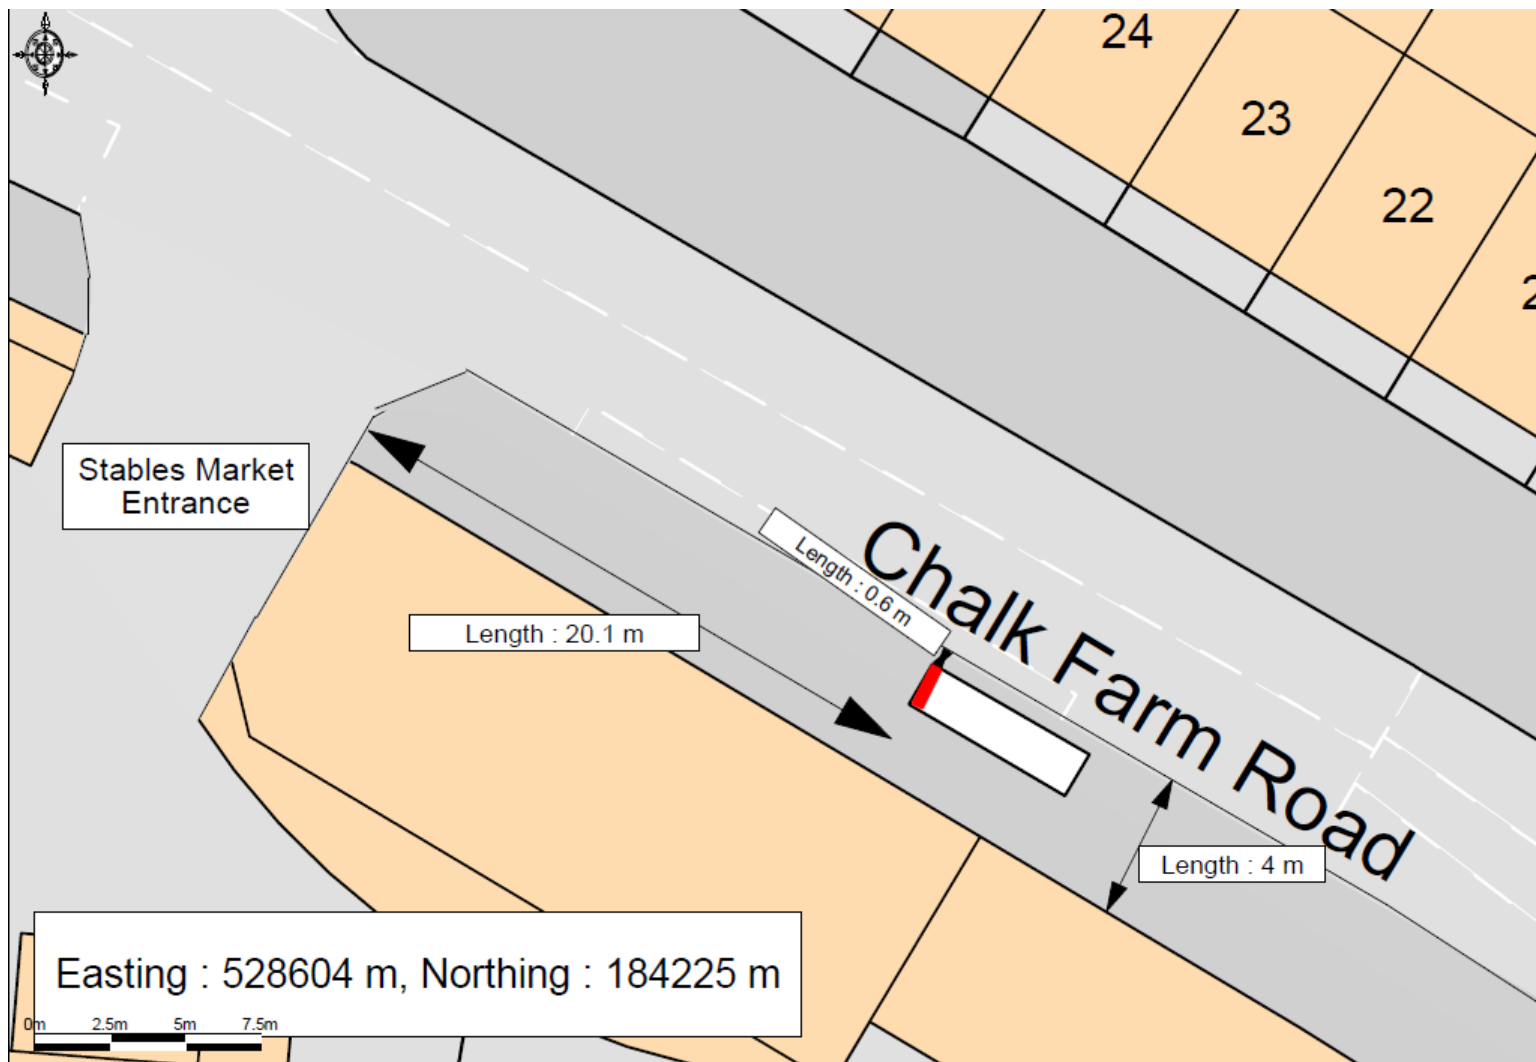 24
23
22
2
Stables Market
Entrance
Length : 0.6 m
Chalk Farm Road
Length : 20.1 m
Length : 4 m
Easting : 528604 m, Northing : 184225 m
0m 2.5m 5m 7.5m